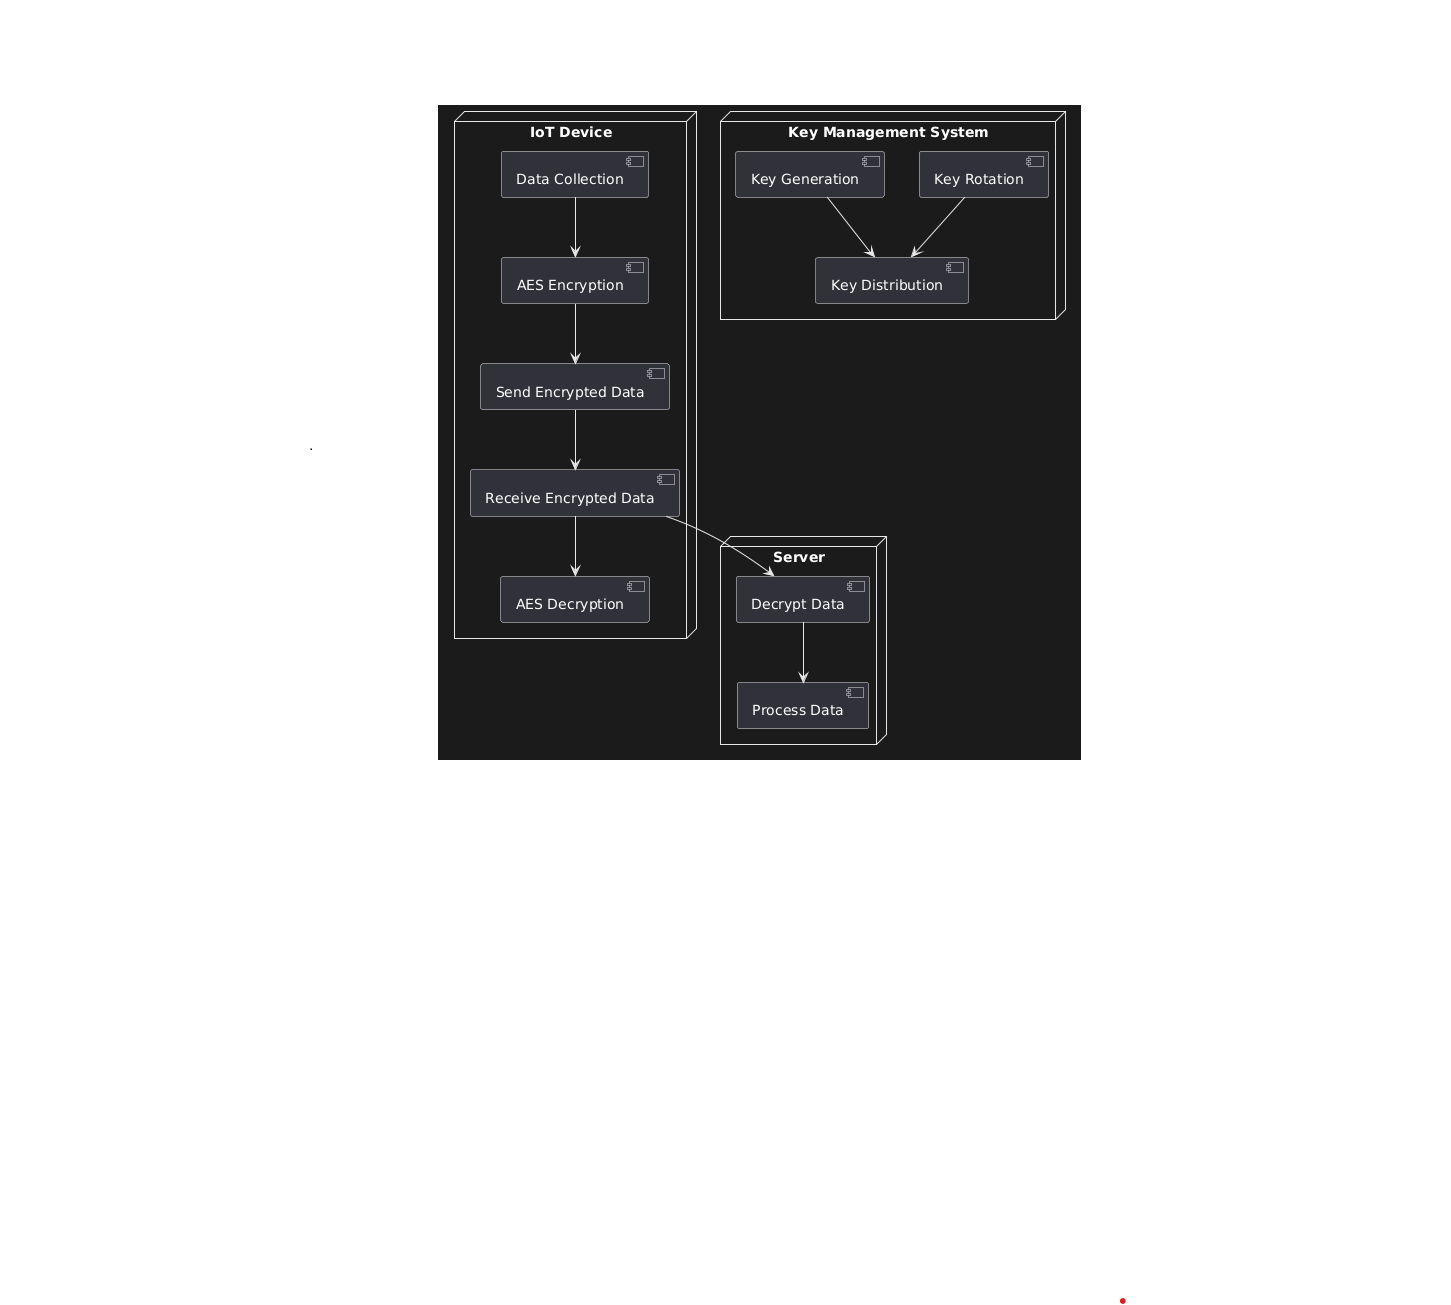 IoT Device
Data Collection
AES Encryption
Send Encrypted Data
Receive Encrypted Data
AES Decryption
Key Management System
Key Generation
Key Rotation
Key Distribution
Server
Decrypt Data
Process Data
.